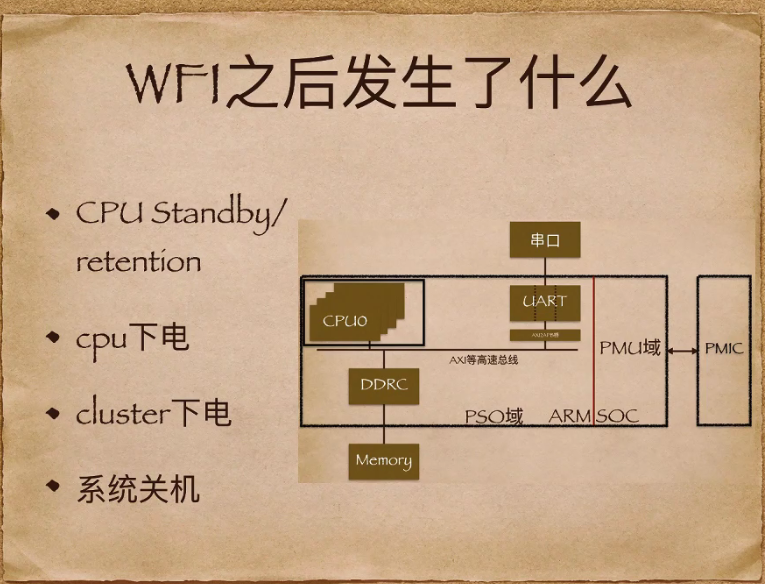 WFI之后发生了什么
CPU Standby/
retention
cpu下电
cluster下电
系统关机
串口
UART
CPU0
AXI等高速总线
PMU域
PMIC
DDRC
PSO域
ARM SOC
Memory